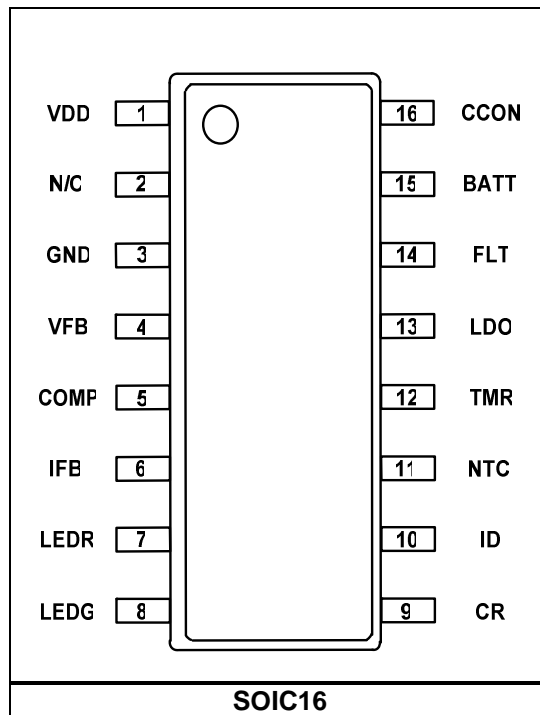 VDD 1 16 CCON
N/C 2 15 BATT
GND 3 14 FLT
VFB 4 13 LDO
COMP 5 12 TMR
IFB 6 11 NTC
LEDR 7 10 ID
LEDG 8 9 CR
SOIC16